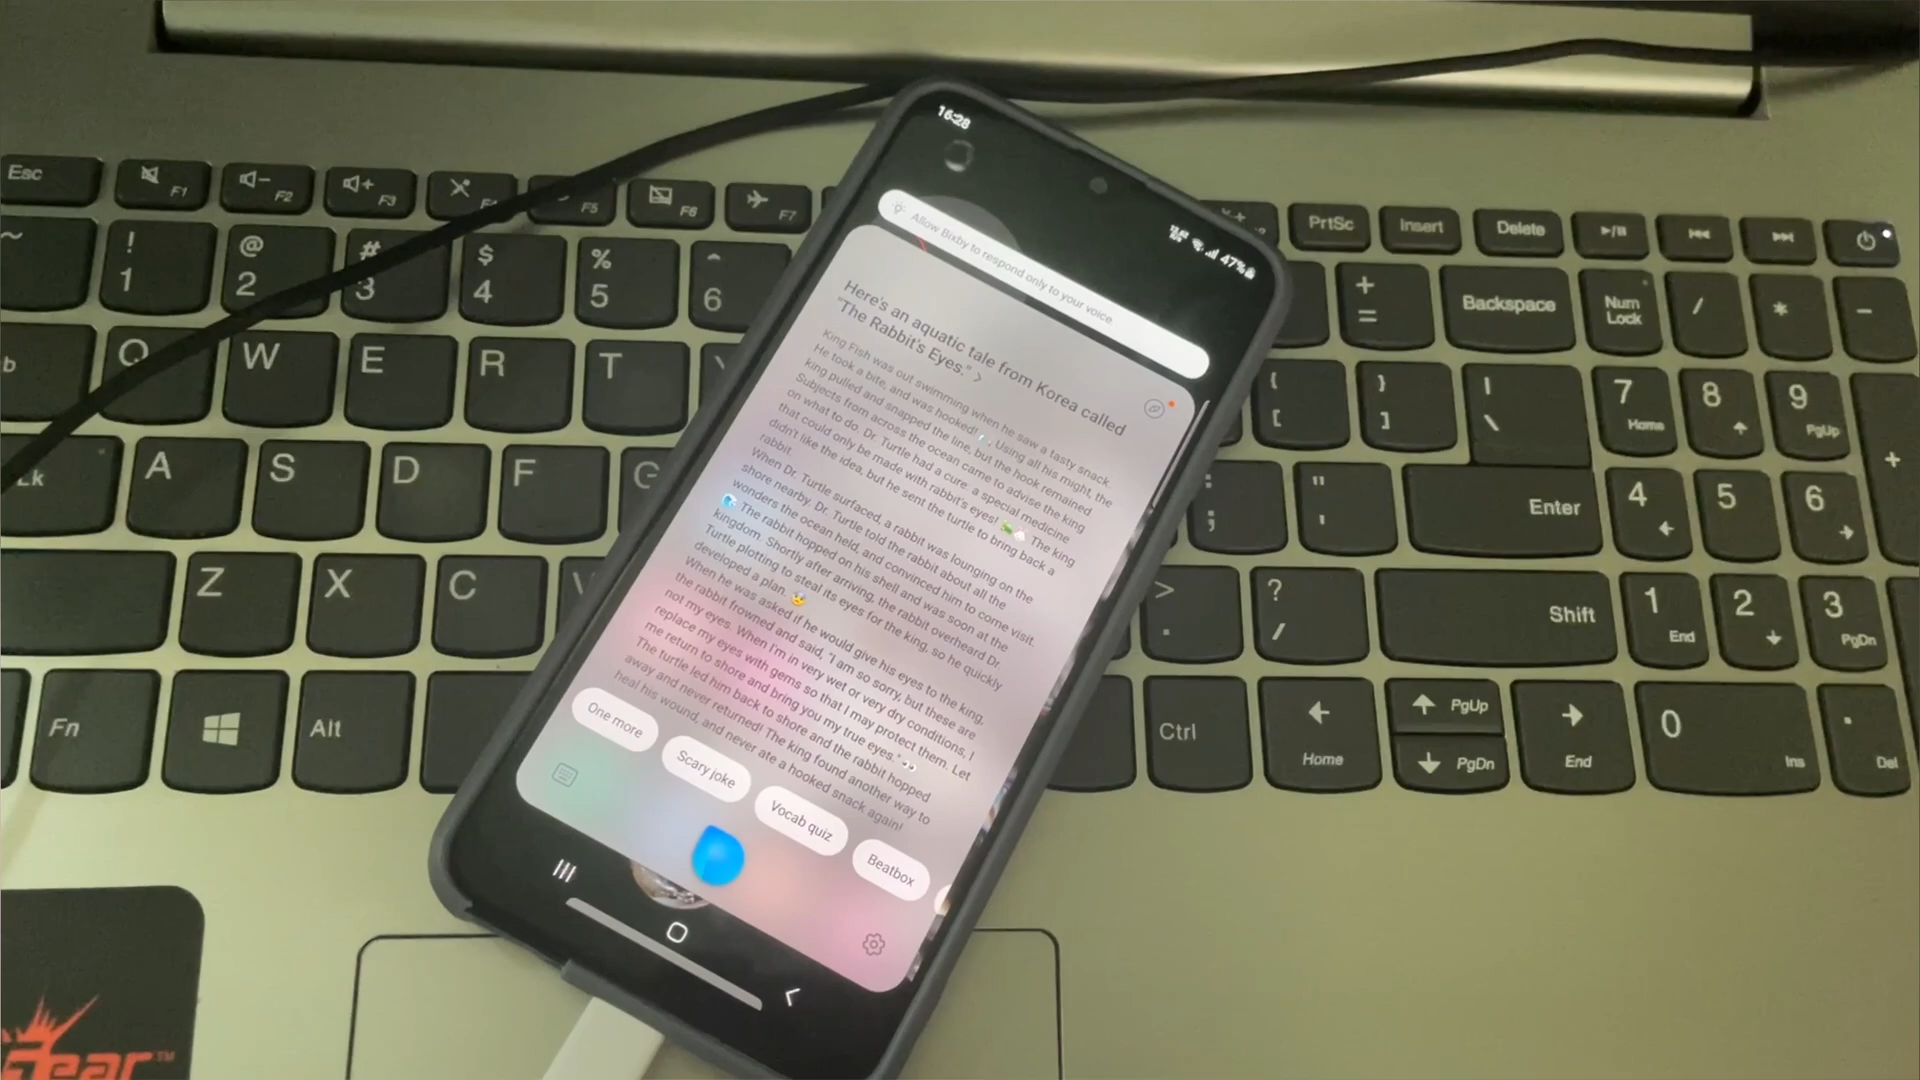 16:28
47%
Allow Bixby to respond only to your voice.
Here's an aquatic tale from Korea called
"The Rabbit's Eyes." >
King Fish was out swimming when he saw a tasty snack.
He took a bite, and was hooked! Using all his might, the
king pulled and snapped the line, but the hook remained.
Subjects from across the ocean came to advise the king
on what to do. Dr. Turtle had a cure: a special medicine
that could only be made with rabbit's eyes! The king
didn't like the idea, but he sent the turtle to bring back a
rabbit.
When Dr. Turtle surfaced, a rabbit was lounging on the
shore nearby. Dr. Turtle told the rabbit about all the
wonders the ocean held, and convinced him to come visit.
The rabbit hopped on his shell and was soon at the
kingdom. Shortly after arriving, the rabbit overheard Dr.
Turtle plotting to steal its eyes for the king, so he quickly
developed a plan.
When he was asked if he would give his eyes to the king,
the rabbit frowned and said, "I am so sorry, but these are
not my eyes. When I'm in very wet or very dry conditions, I
replace my eyes with gems so that I may protect them. Let
me return to shore and bring you my true eyes."
The turtle led him back to shore and the rabbit hopped
away and never returned! The king found another way to
heal his wound, and never ate a hooked snack again!
One more
Scary joke
Vocab quiz
Beatbox
Esc
F1
F2
F3
F5
F6
F7
PrtSc
Insert
Delete
~
! 1
@ 2
# 3
$ 4
% 5
^ 6
+ =
Backspace
Num Lock
/
*
-
Q
W
E
R
T
{ [
} ]
| \
7 Home
8
9 PgUp
+
A
S
D
F
G
: ;
" '
Enter
4
5
6
Z
X
C
V
> .
? /
Shift
1 End
2
3 PgDn
Fn
Alt
Ctrl
Home
PgUp
PgDn
End
0 Ins
. Del
Gear™